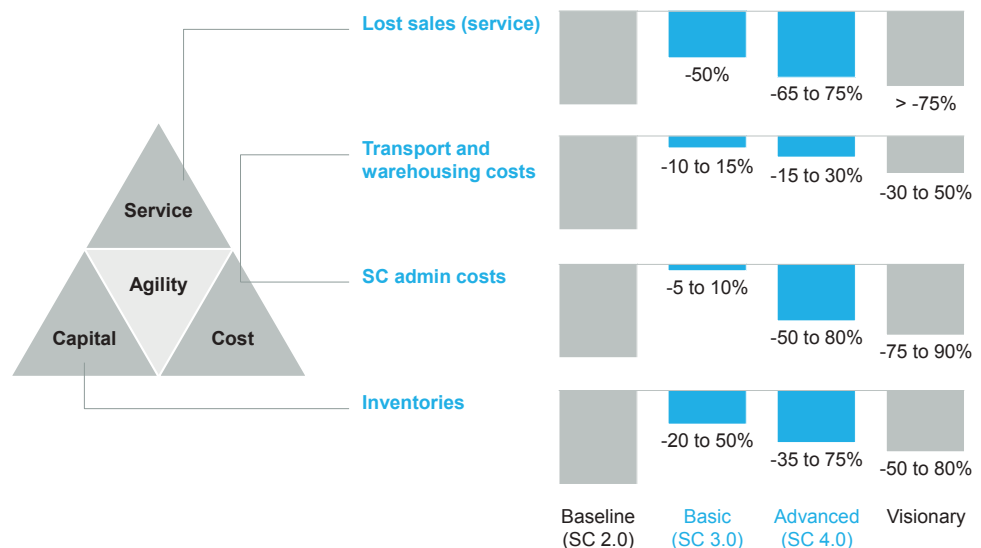 Lost sales (service)
-50%
-65 to 75%
> -75%
Transport and
warehousing costs
-10 to 15%
-15 to 30%
-30 to 50%
Service
Agility
Capital
Cost
SC admin costs
-5 to 10%
-50 to 80%
-75 to 90%
Inventories
-20 to 50%
-35 to 75%
-50 to 80%
Baseline
(SC 2.0)
Basic
(SC 3.0)
Advanced
(SC 4.0)
Visionary